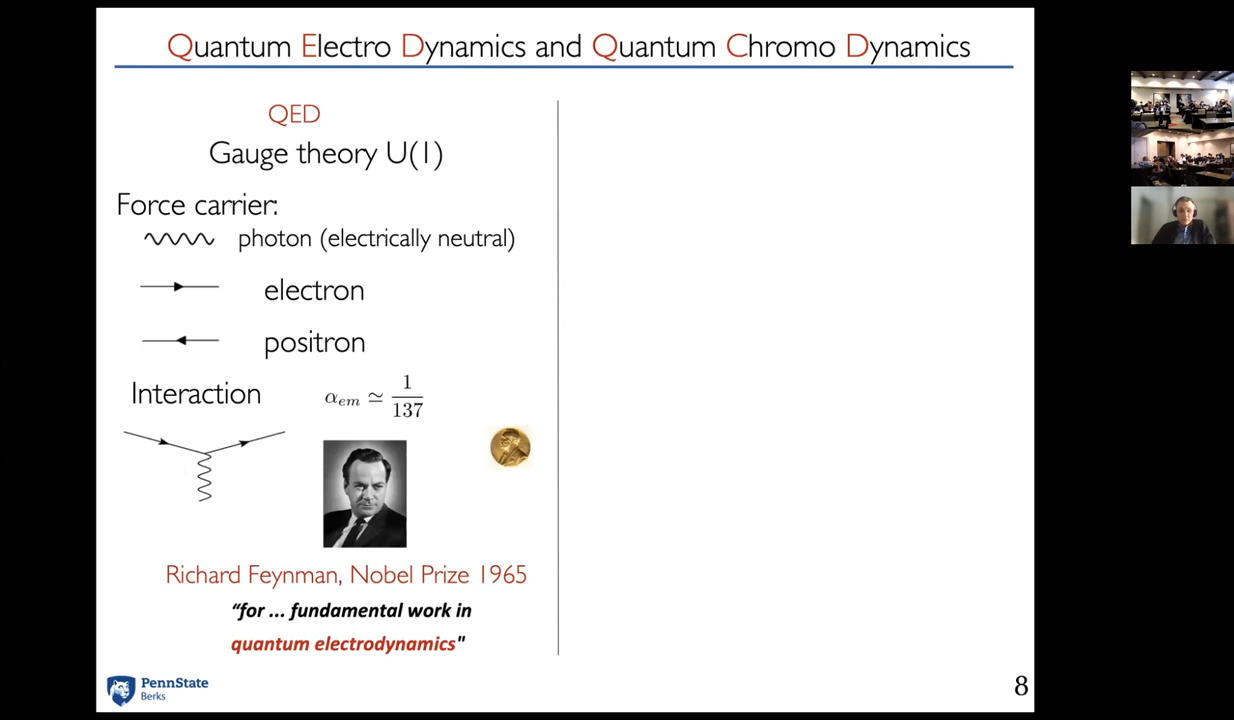 Quantum Electro Dynamics and Quantum Chromo Dynamics
QED
Gauge theory U(1)
Force carrier:
photon (electrically neutral)
electron
positron
Interaction
α_em ≃ 1/137
Richard Feynman, Nobel Prize 1965
“for ... fundamental work in
quantum electrodynamics"
PennState
Berks
8